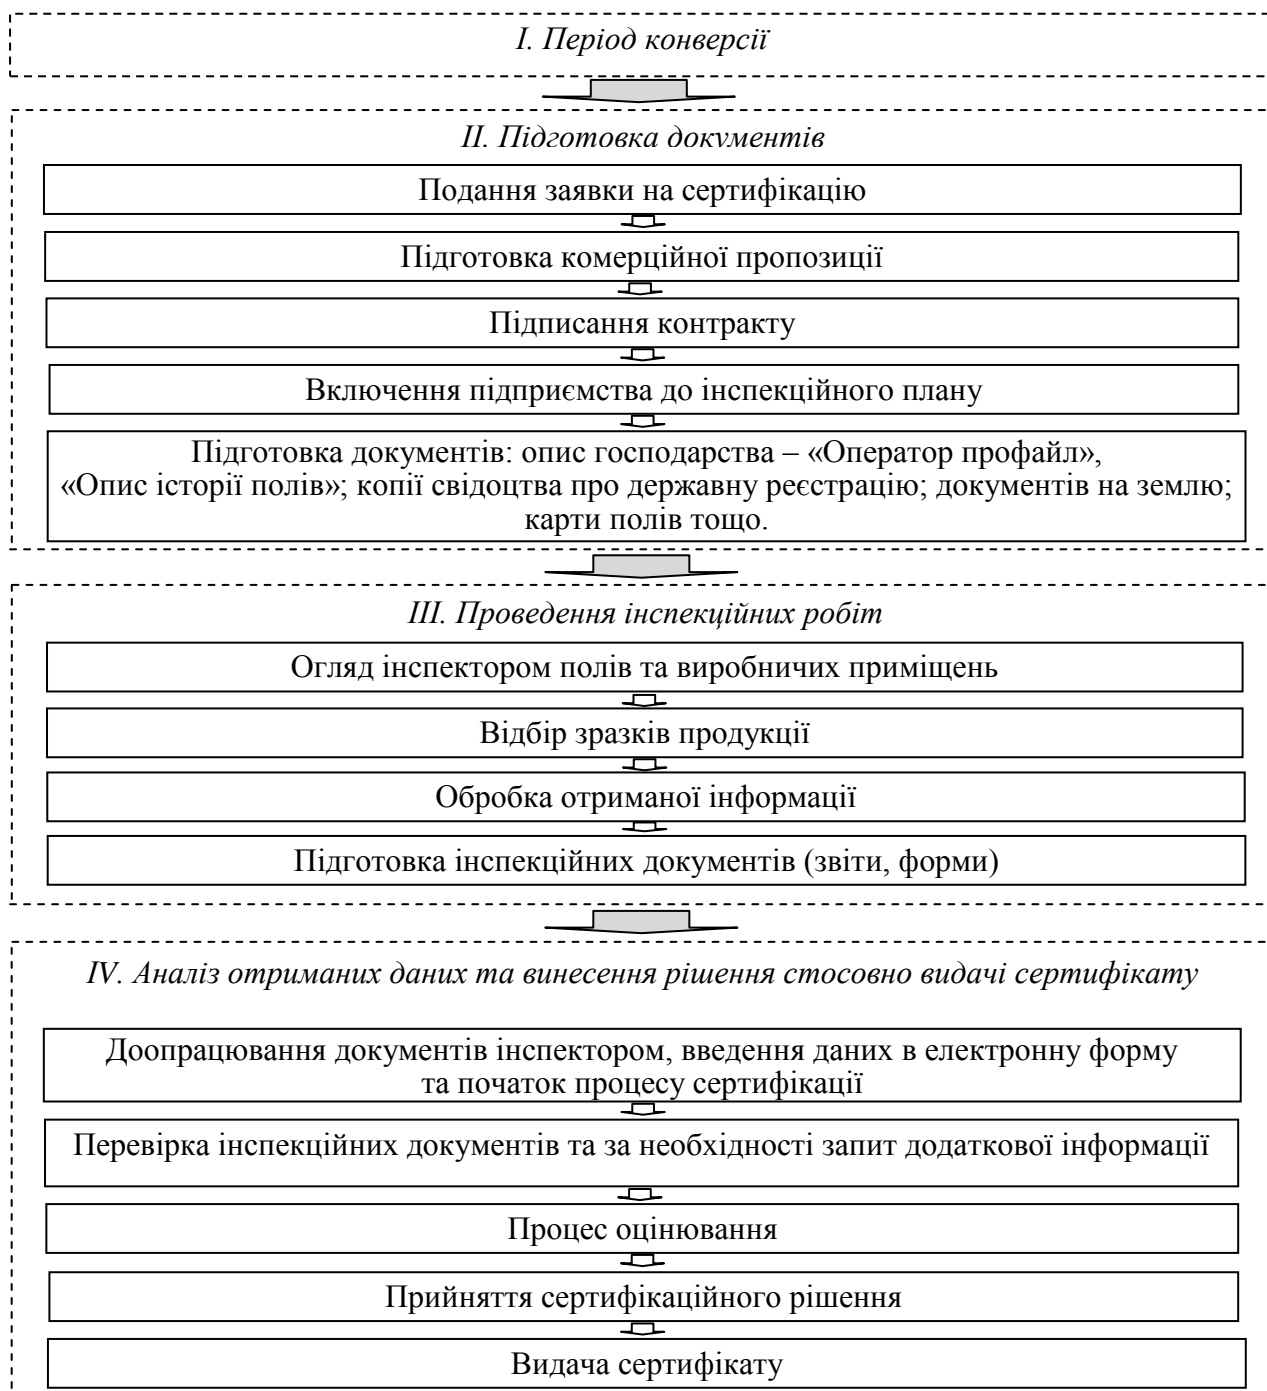 I. Період конверсії
II. Підготовка документів
Подання заявки на сертифікацію
Підготовка комерційної пропозиції
Підписання контракту
Включення підприємства до інспекційного плану
Підготовка документів: опис господарства – «Оператор профайл»,
«Опис історії полів»; копії свідоцтва про державну реєстрацію; документів на землю;
карти полів тощо.
III. Проведення інспекційних робіт
Огляд інспектором полів та виробничих приміщень
Відбір зразків продукції
Обробка отриманої інформації
Підготовка інспекційних документів (звіти, форми)
IV. Аналіз отриманих даних та винесення рішення стосовно видачі сертифікату
Доопрацювання документів інспектором, введення даних в електронну форму
та початок процесу сертифікації
Перевірка інспекційних документів та за необхідності запит додаткової інформації
Процес оцінювання
Прийняття сертифікаційного рішення
Видача сертифікату